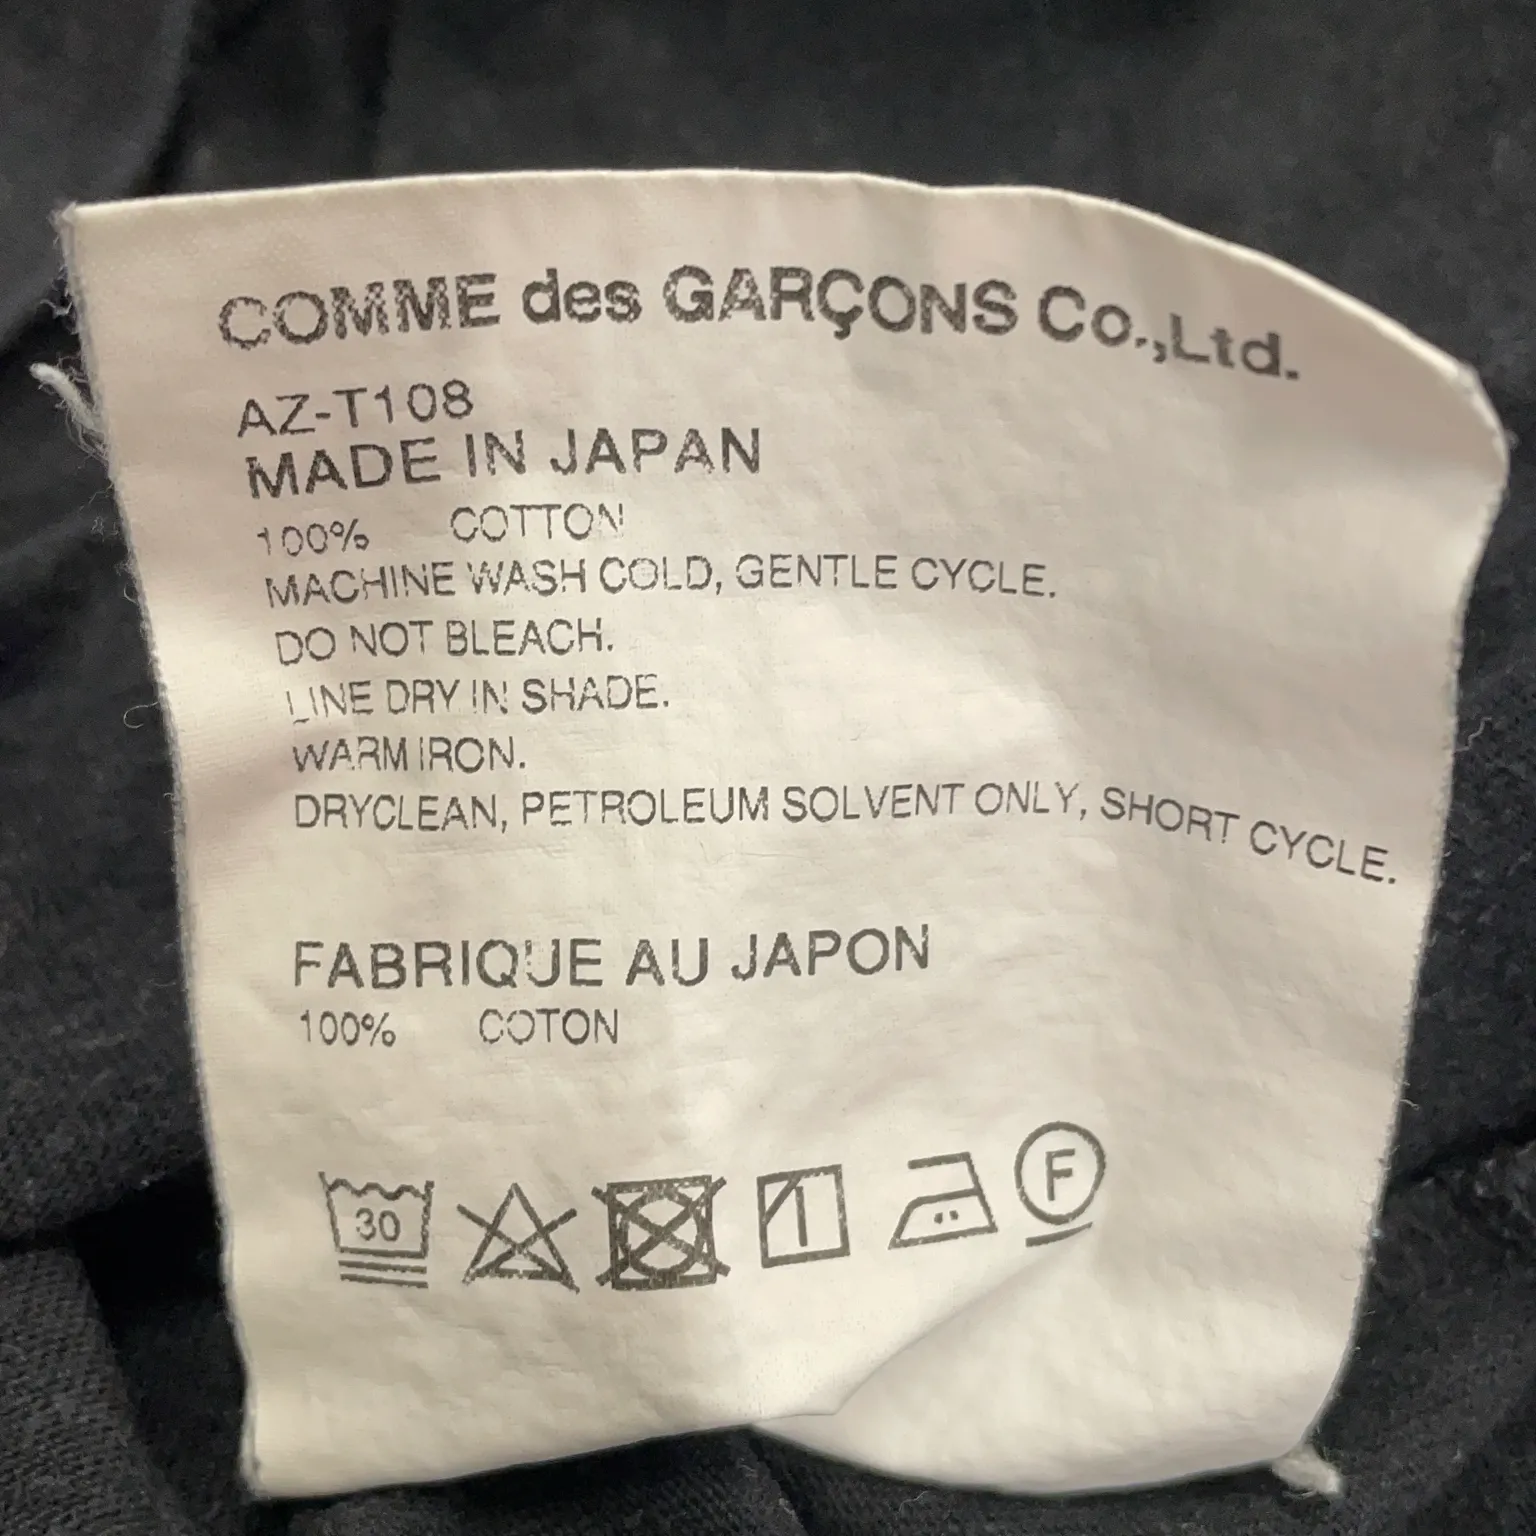 COMME des GARÇONS Co.,Ltd.
AZ-T108
MADE IN JAPAN
100% COTTON
MACHINE WASH COLD, GENTLE CYCLE.
DO NOT BLEACH.
LINE DRY IN SHADE.
WARM IRON.
DRYCLEAN, PETROLEUM SOLVENT ONLY, SHORT CYCLE.
FABRIQUE AU JAPON
100% COTON
30
F